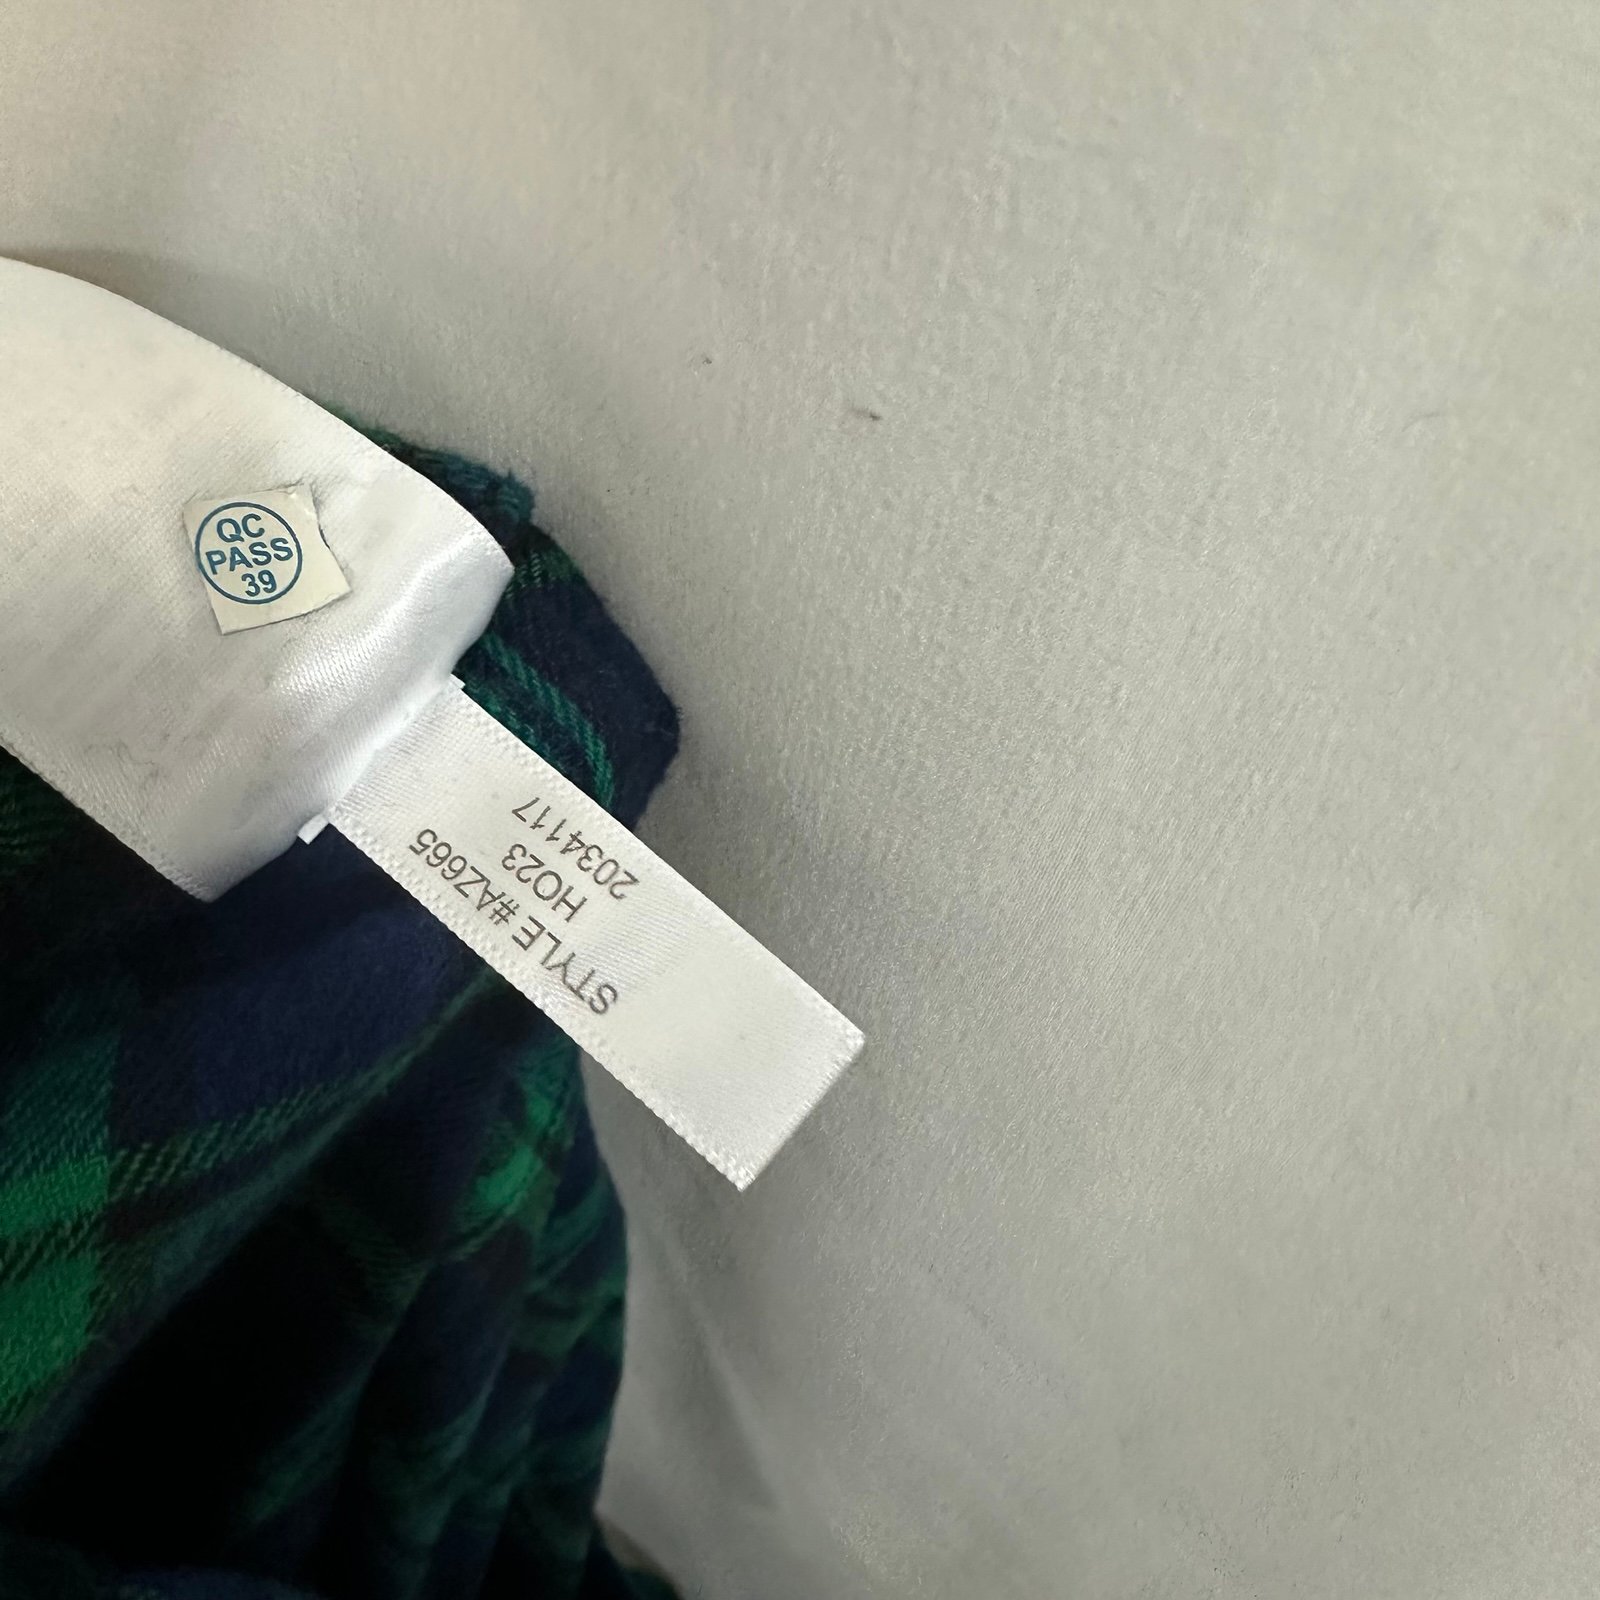 QC
PASS
39
STYLE #AZ665
HO23
2034117